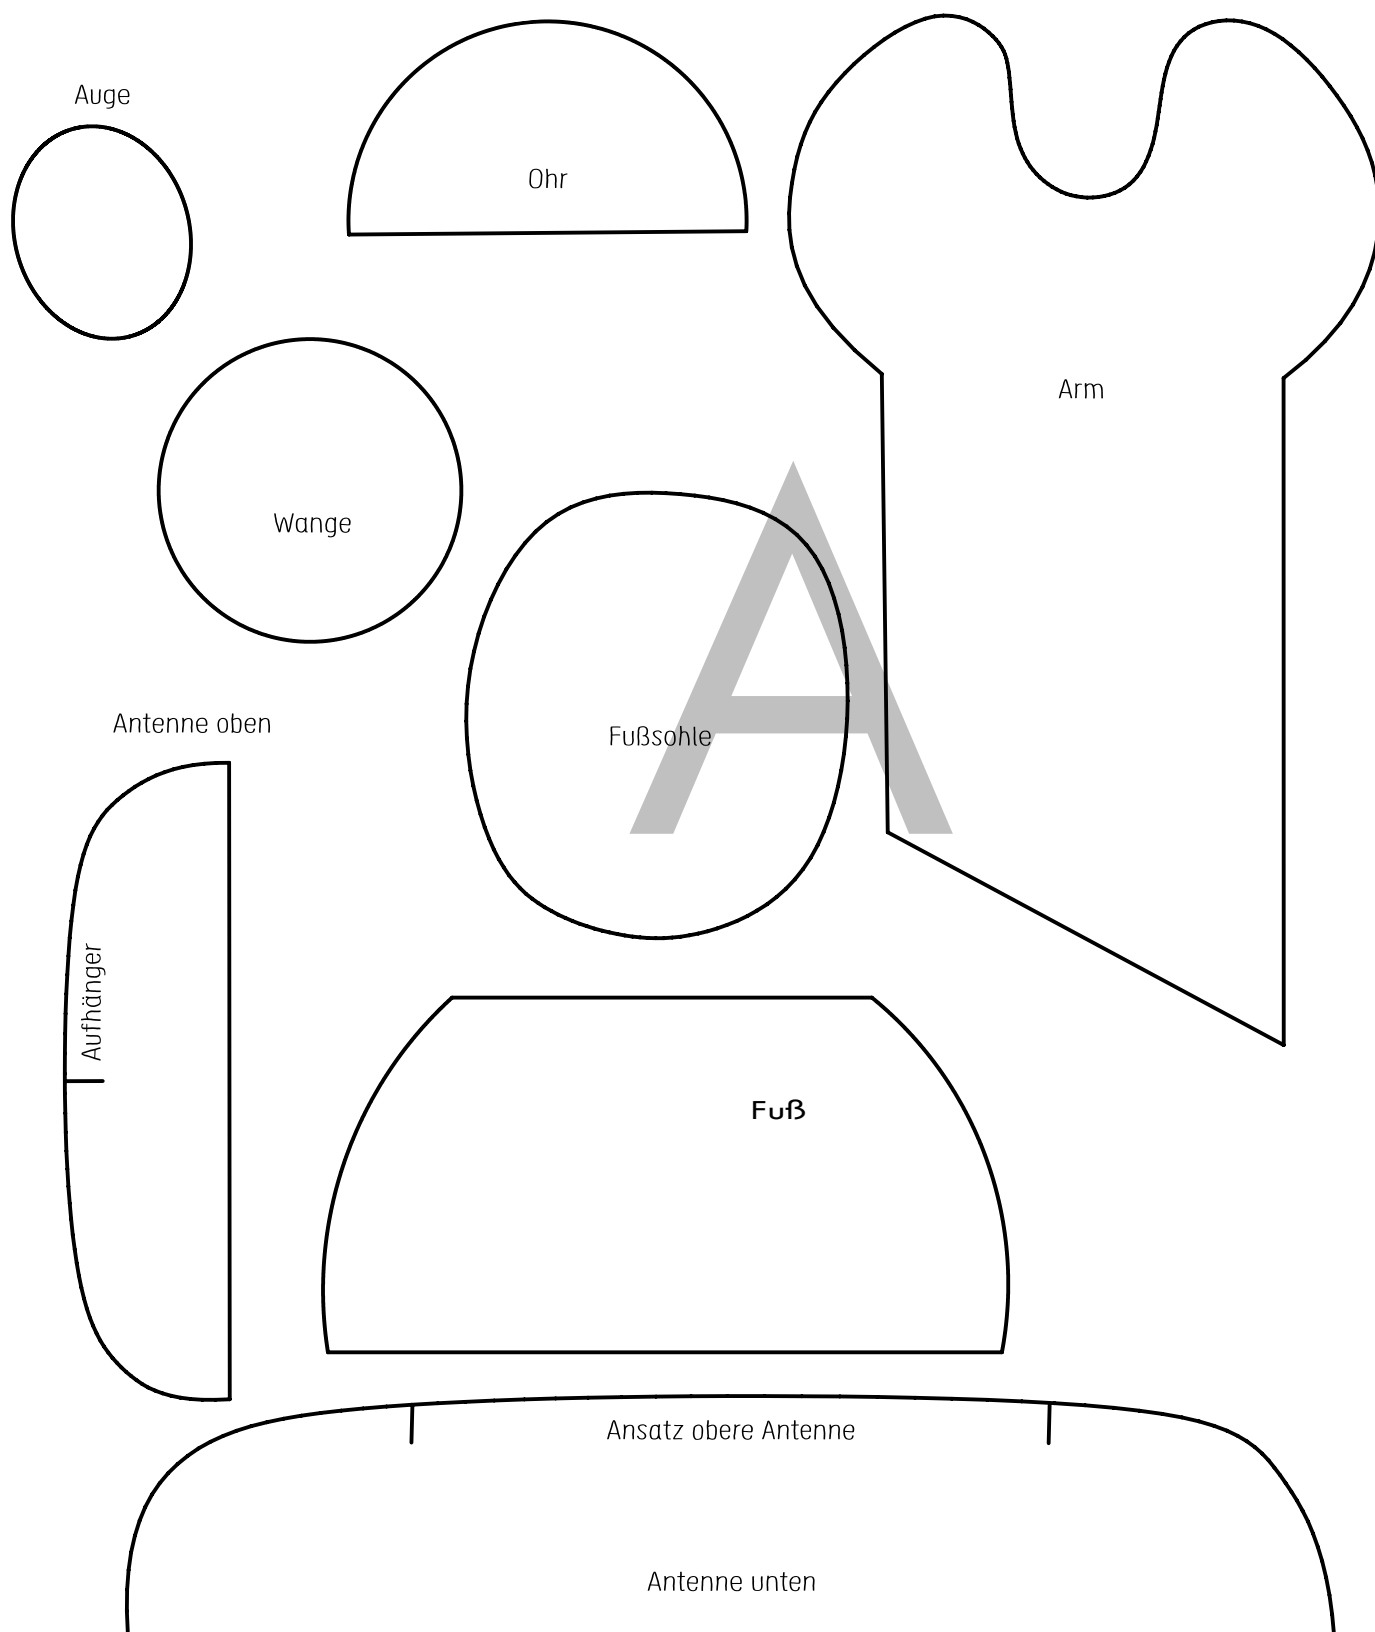 Auge
Ohr
Arm
Wange
A
Antenne oben
Fußsohle
Aufhänger
Fuß
Ansatz obere Antenne
Antenne unten